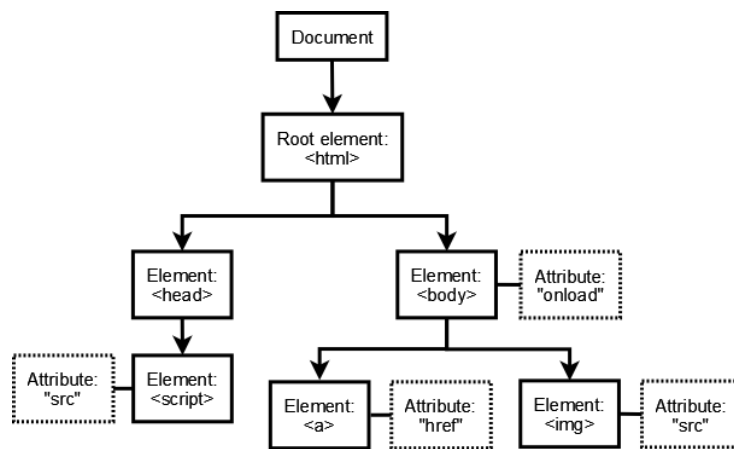 Document
Root element:
<html>
Element:
<head>
Element:
<body>
Attribute:
"onload"
Attribute:
"src"
Element:
<script>
Element:
<a>
Attribute:
"href"
Element:
<img>
Attribute:
"src"